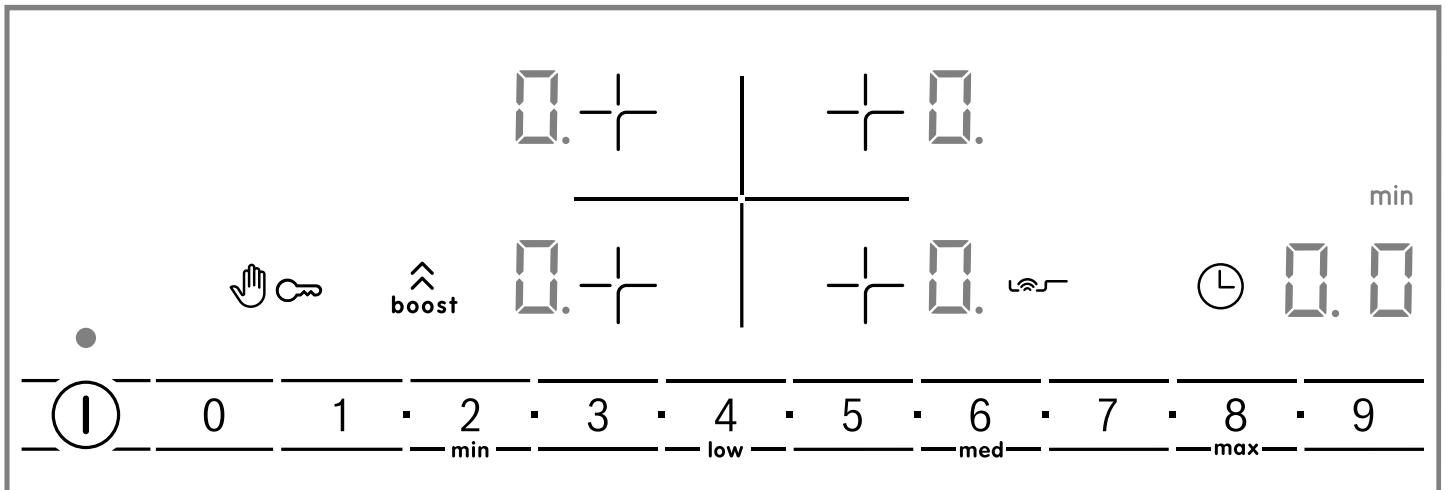 0. 0.
min
boost 0. 0. 0.0
0 1 · 2 · 3 · 4 · 5 · 6 · 7 · 8 · 9
min low med max